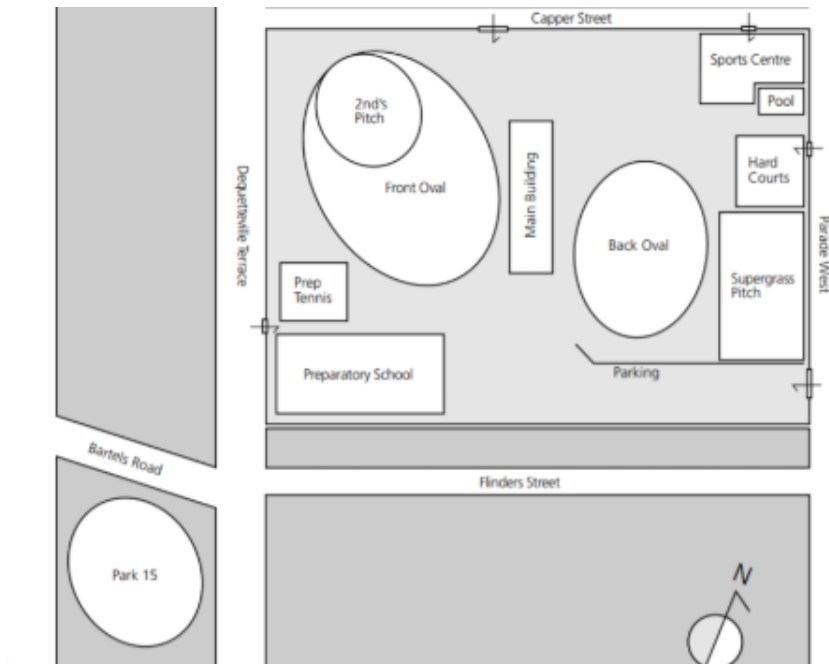 Capper Street
Sports Centre
Pool
2nd's
Pitch
Hard
Courts
Main Building
Front Oval
Dequetteville Terrace
Parade West
Back Oval
Prep
Tennis
Supergrass
Pitch
Preparatory School
Parking
Bartels Road
Flinders Street
Park 15
N